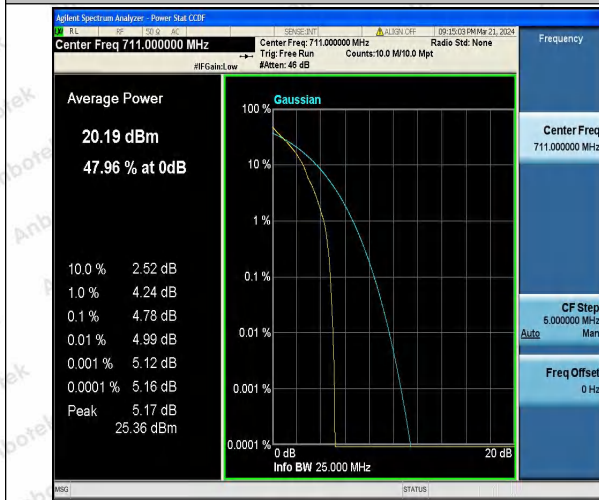 Agilent Spectrum Analyzer - Power Stat CCDF
RL RF 50 Ω AC SENSE:INT ALIGN OFF 09:15:03 PM Mar 21, 2024
Center Freq 711.000000 MHz
Center Freq: 711.000000 MHz Radio Std: None
Trig: Free Run Counts:10.0 M/10.0 Mpt
#IFGain:Low #Atten: 46 dB
Frequency
Average Power
20.19 dBm
47.96 % at 0dB
10.0 % 2.52 dB
1.0 % 4.24 dB
0.1 % 4.78 dB
0.01 % 4.99 dB
0.001 % 5.12 dB
0.0001 % 5.16 dB
Peak 5.17 dB
25.36 dBm
Gaussian
100 %
10 %
1 %
0.1 %
0.01 %
0.001 %
0.0001 %
0 dB 20 dB
Info BW 25.000 MHz
Center Freq
711.000000 MHz
CF Step
5.000000 MHz
Auto Man
Freq Offset
0 Hz
MSG STATUS